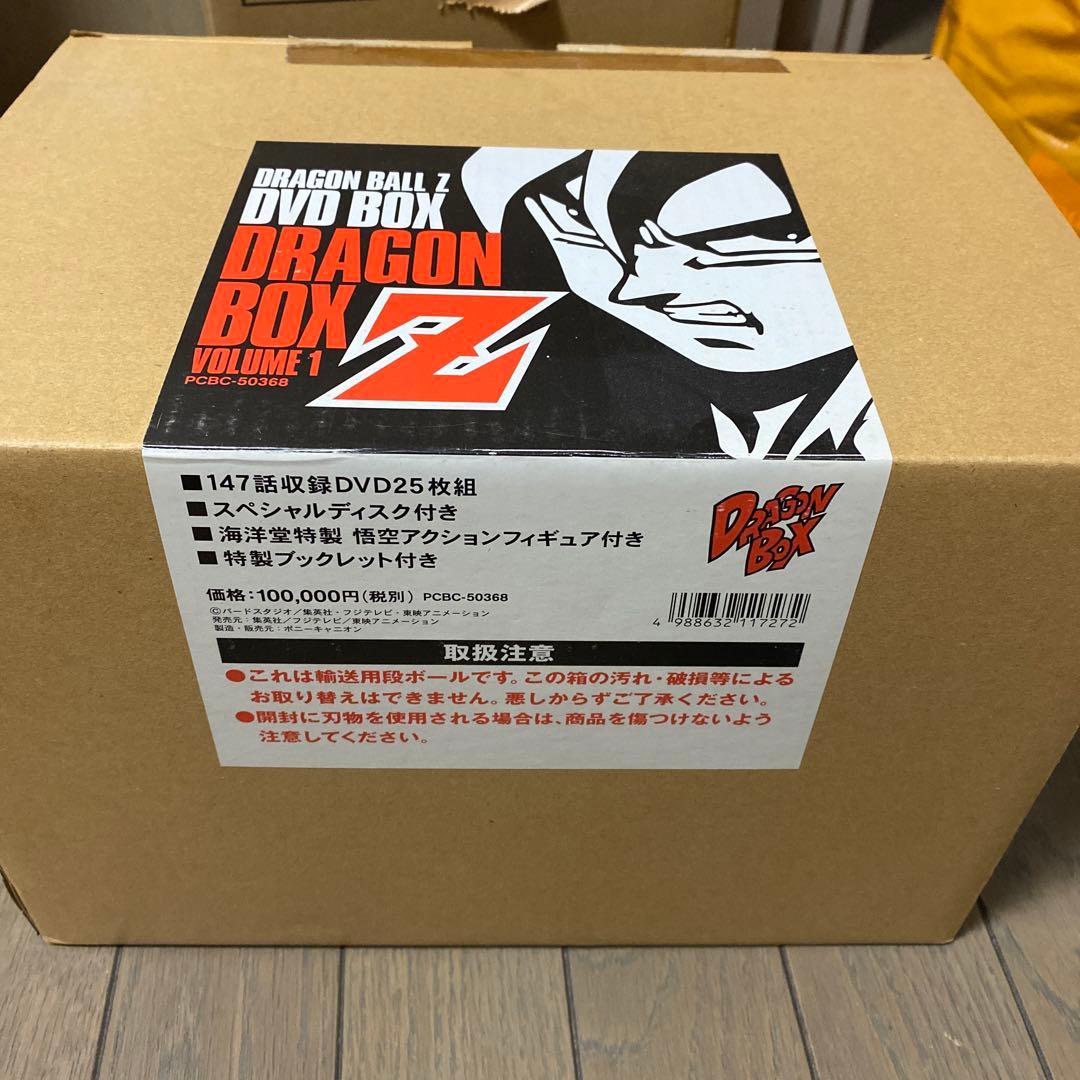 DRAGON BALL Z
DVD BOX
DRAGON
BOX Z
VOLUME 1
PCBC-50368
■147話収録DVD25枚組
■スペシャルディスク付き
■海洋堂特製 悟空アクションフィギュア付き
■特製ブックレット付き
DRAGON
BOX
価格:100,000円(税別) PCBC-50368
©バードスタジオ/集英社・フジテレビ・東映アニメーション
発売元:集英社/フジテレビ/東映アニメーション
製造・販売元:ポニーキャニオン
4 988632 117272
取扱注意
●これは輸送用段ボールです。この箱の汚れ・破損等による
お取り替えはできません。悪しからずご了承ください。
●開封に刃物を使用される場合は、商品を傷つけないよう
注意してください。